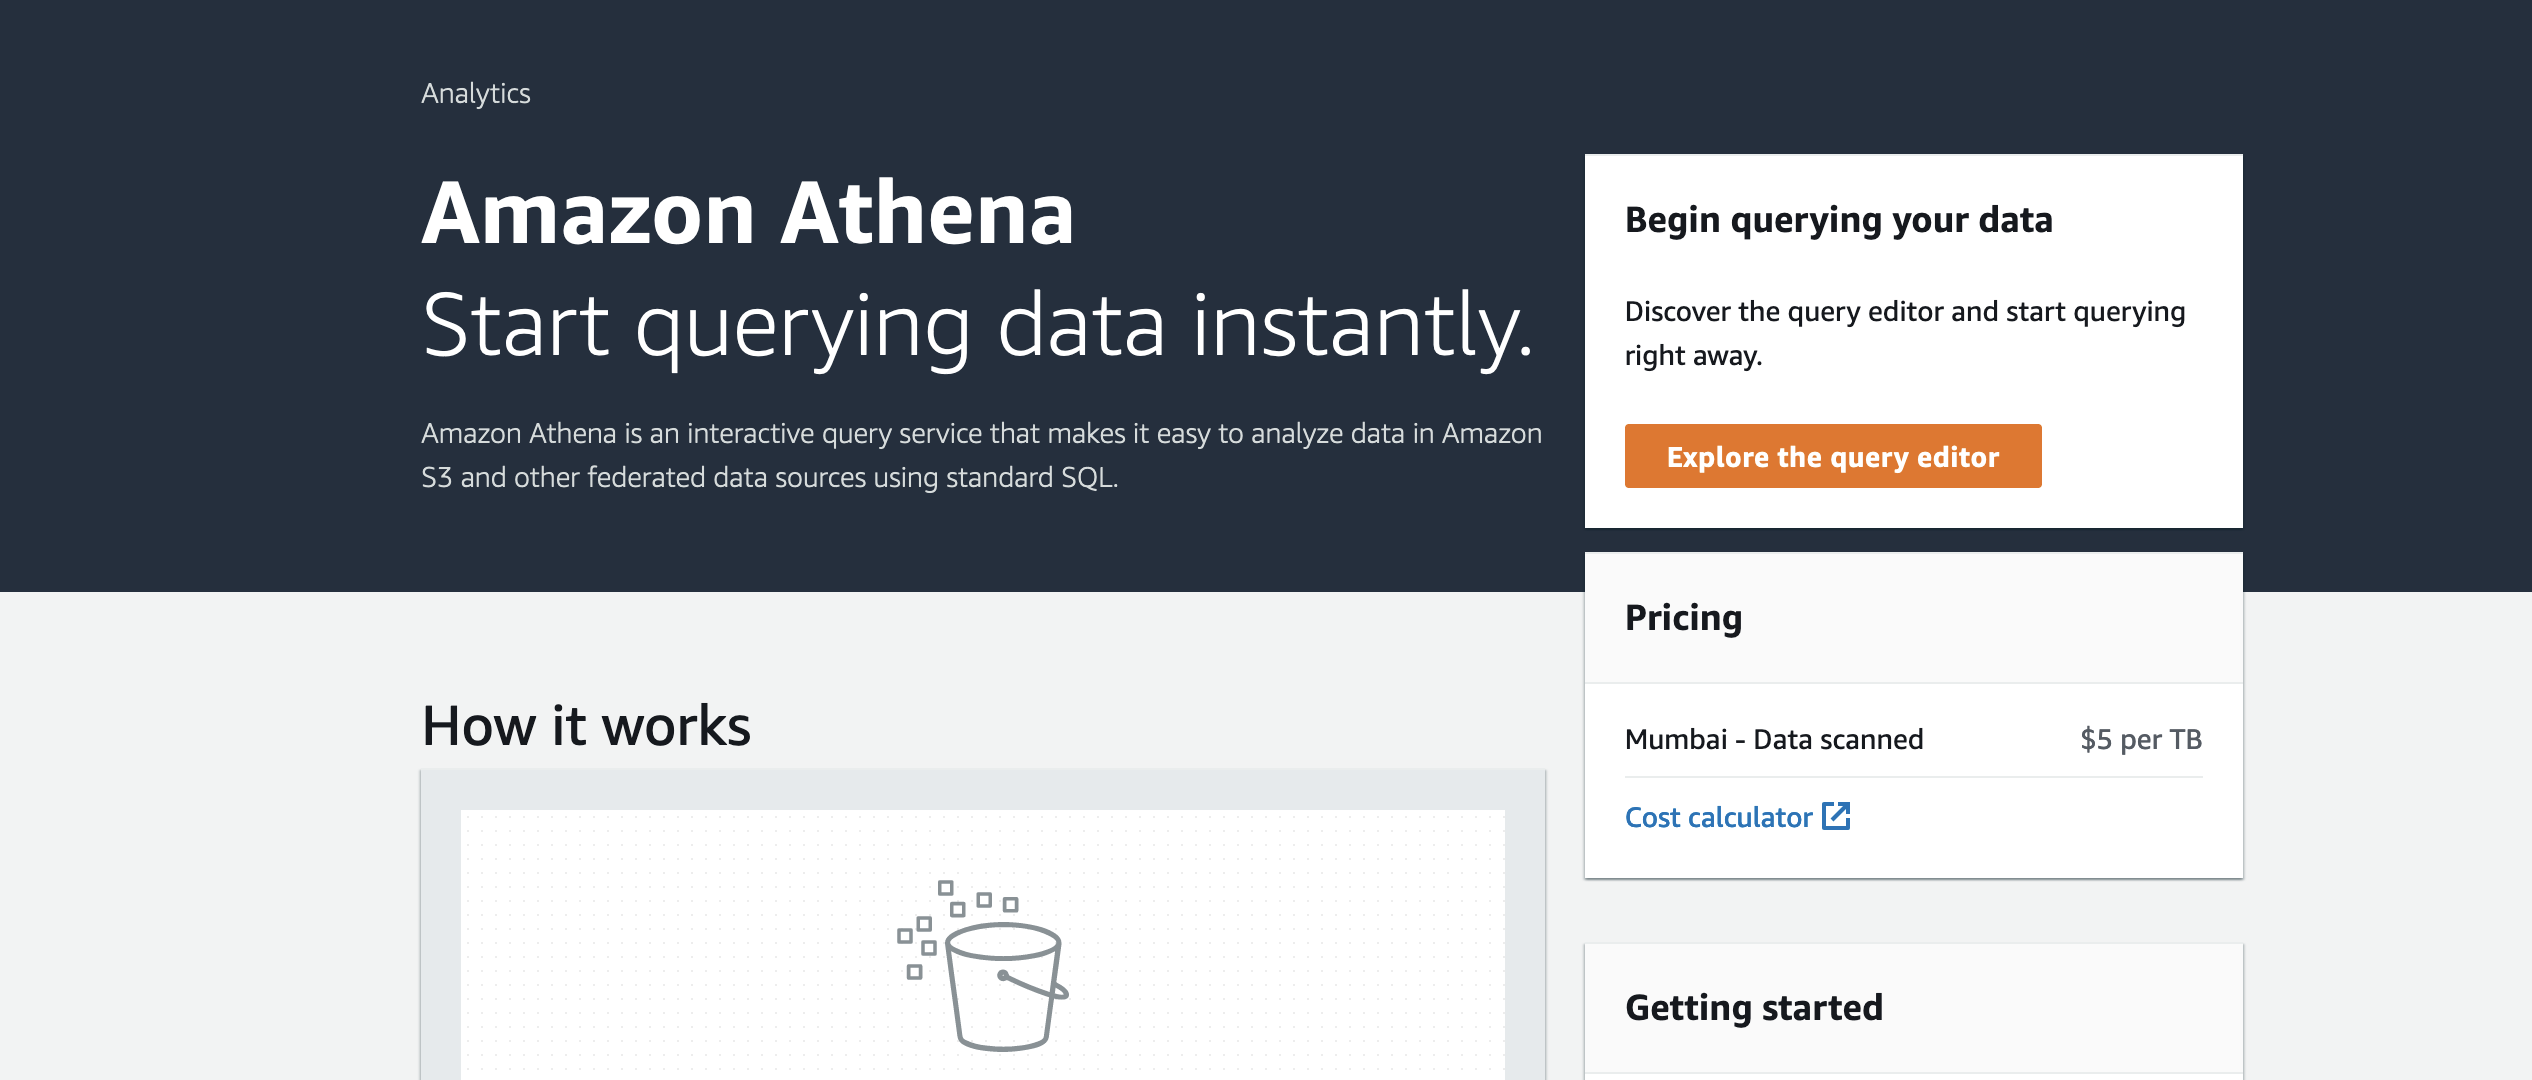 Analytics
Amazon Athena
Start querying data instantly.
Amazon Athena is an interactive query service that makes it easy to analyze data in Amazon
S3 and other federated data sources using standard SQL.
Begin querying your data
Discover the query editor and start querying
right away.
Explore the query editor
Pricing
Mumbai - Data scanned $5 per TB
Cost calculator
How it works
Getting started